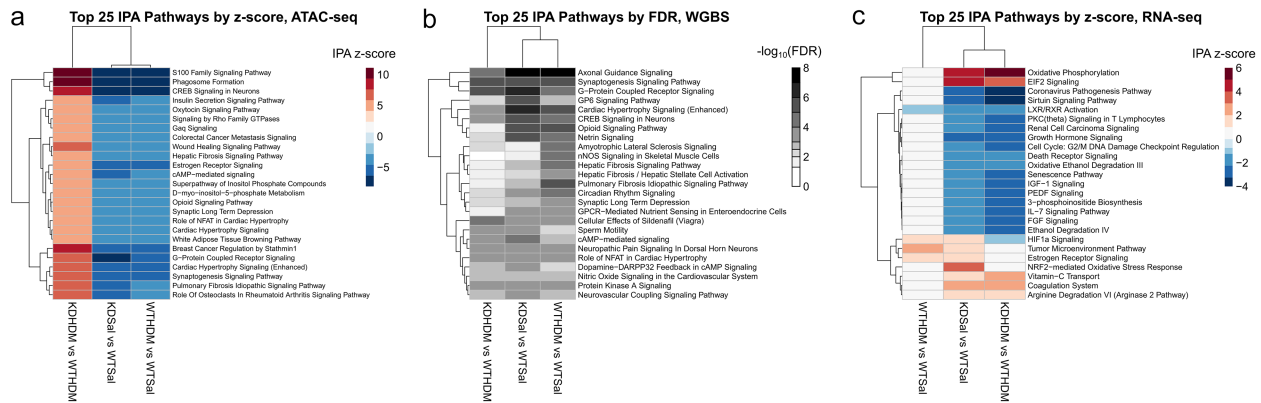 a
Top 25 IPA Pathways by z-score, ATAC-seq
IPA z-score
10
5
0
−5
S100 Family Signaling Pathway
Phagosome Formation
CREB Signaling in Neurons
Insulin Secretion Signaling Pathway
Oxytocin Signaling Pathway
Signaling by Rho Family GTPases
Gaq Signaling
Colorectal Cancer Metastasis Signaling
Wound Healing Signaling Pathway
Hepatic Fibrosis Signaling Pathway
Estrogen Receptor Signaling
cAMP−mediated signaling
Superpathway of Inositol Phosphate Compounds
D−myo−inositol−5−phosphate Metabolism
Opioid Signaling Pathway
Synaptic Long Term Depression
Role of NFAT in Cardiac Hypertrophy
Cardiac Hypertrophy Signaling
White Adipose Tissue Browning Pathway
Breast Cancer Regulation by Stathmin1
G−Protein Coupled Receptor Signaling
Cardiac Hypertrophy Signaling (Enhanced)
Synaptogenesis Signaling Pathway
Pulmonary Fibrosis Idiopathic Signaling Pathway
Role Of Osteoclasts In Rheumatoid Arthritis Signaling Pathway
KDHDM vs WTHDM
KDSal vs WTSal
WTHDM vs WTSal
b
Top 25 IPA Pathways by FDR, WGBS
-log10(FDR)
8
6
4
2
0
Axonal Guidance Signaling
Synaptogenesis Signaling Pathway
G−Protein Coupled Receptor Signaling
GP6 Signaling Pathway
Cardiac Hypertrophy Signaling (Enhanced)
CREB Signaling in Neurons
Opioid Signaling Pathway
Netrin Signaling
Amyotrophic Lateral Sclerosis Signaling
nNOS Signaling in Skeletal Muscle Cells
Hepatic Fibrosis Signaling Pathway
Hepatic Fibrosis / Hepatic Stellate Cell Activation
Pulmonary Fibrosis Idiopathic Signaling Pathway
Circadian Rhythm Signaling
Synaptic Long Term Depression
GPCR−Mediated Nutrient Sensing in Enteroendocrine Cells
Cellular Effects of Sildenafil (Viagra)
Sperm Motility
cAMP−mediated signaling
Neuropathic Pain Signaling In Dorsal Horn Neurons
Role of NFAT in Cardiac Hypertrophy
Dopamine−DARPP32 Feedback in cAMP Signaling
Nitric Oxide Signaling in the Cardiovascular System
Protein Kinase A Signaling
Neurovascular Coupling Signaling Pathway
KDHDM vs WTHDM
KDSal vs WTSal
WTHDM vs WTSal
c
Top 25 IPA Pathways by z-score, RNA-seq
IPA z-score
6
4
2
0
−2
−4
Oxidative Phosphorylation
EIF2 Signaling
Coronavirus Pathogenesis Pathway
Sirtuin Signaling Pathway
LXR/RXR Activation
PKC(theta) Signaling in T Lymphocytes
Renal Cell Carcinoma Signaling
Growth Hormone Signaling
Cell Cycle: G2/M DNA Damage Checkpoint Regulation
Death Receptor Signaling
Oxidative Ethanol Degradation III
Senescence Pathway
IGF−1 Signaling
PEDF Signaling
3−phosphoinositide Biosynthesis
IL−7 Signaling Pathway
FGF Signaling
Ethanol Degradation IV
HIF1a Signaling
Tumor Microenvironment Pathway
Estrogen Receptor Signaling
NRF2−mediated Oxidative Stress Response
Vitamin−C Transport
Coagulation System
Arginine Degradation VI (Arginase 2 Pathway)
WTHDM vs WTSal
KDSal vs WTSal
KDHDM vs WTHDM